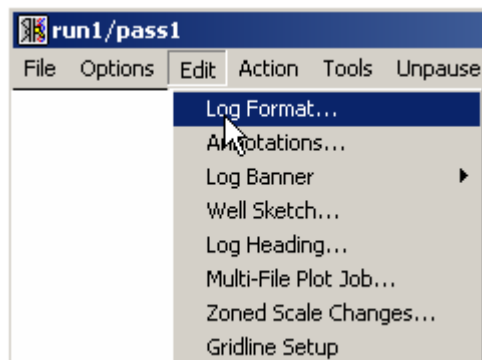 run1/pass1
File Options Edit Action Tools Unpause
Log Format...
Annotations...
Log Banner
Well Sketch...
Log Heading...
Multi-File Plot Job...
Zoned Scale Changes...
Gridline Setup